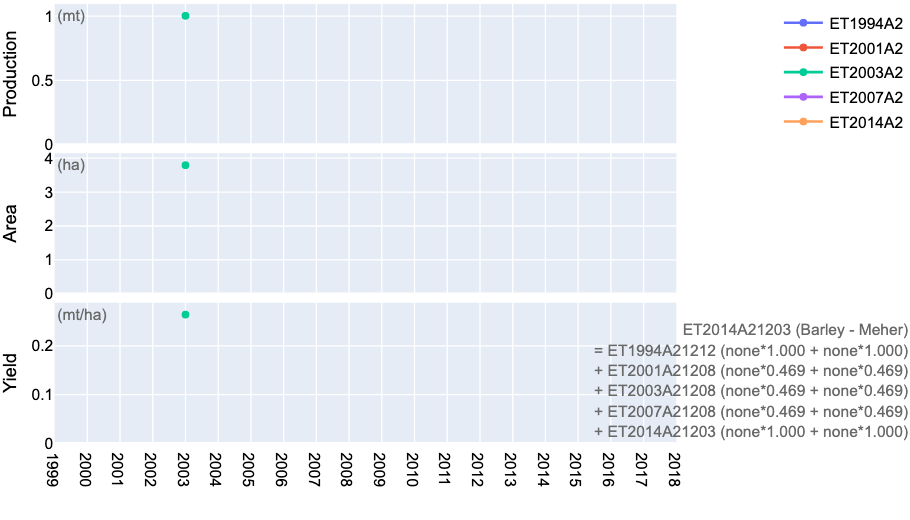 Production
1
0.5
0
(mt)
Area
4
3
2
1
0
(ha)
Yield
0.2
0.1
0
(mt/ha)
1999
2000
2001
2002
2003
2004
2005
2006
2007
2008
2009
2010
2011
2012
2013
2014
2015
2016
2017
2018
ET1994A2
ET2001A2
ET2003A2
ET2007A2
ET2014A2
ET2014A21203 (Barley - Meher)
= ET1994A21212 (none*1.000 + none*1.000)
+ ET2001A21208 (none*0.469 + none*0.469)
+ ET2003A21208 (none*0.469 + none*0.469)
+ ET2007A21208 (none*0.469 + none*0.469)
+ ET2014A21203 (none*1.000 + none*1.000)